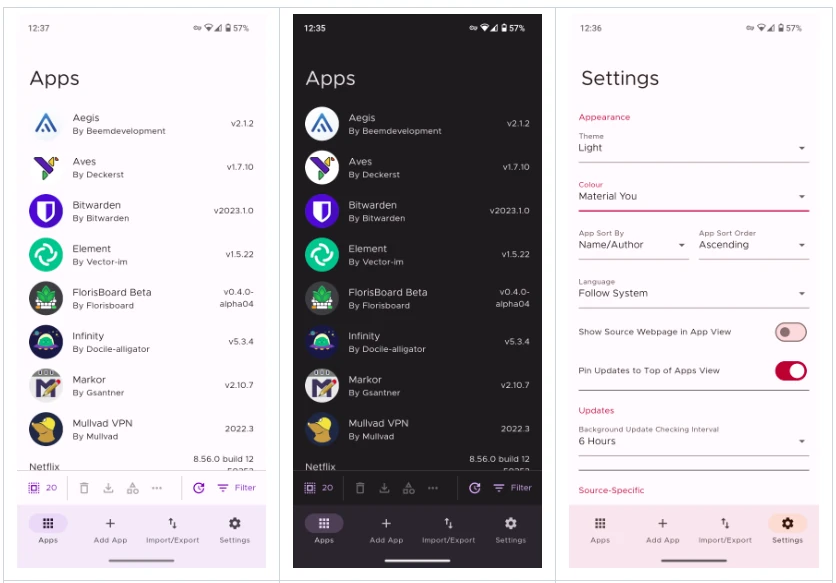 12:37
57%
Apps
Aegis
By Beemdevelopment
v2.1.2
Aves
By Deckerst
v1.7.10
Bitwarden
By Bitwarden
v2023.1.0
Element
By Vector-im
v1.5.22
FlorisBoard Beta
By Florisboard
v0.4.0-
alpha04
Infinity
By Docile-alligator
v5.3.4
Markor
By Gsantner
v2.10.7
Mullvad VPN
By Mullvad
2022.3
Netflix
8.56.0 build 12
20
Filter
Apps
Add App
Import/Export
Settings
12:35
57%
Apps
Aegis
By Beemdevelopment
v2.1.2
Aves
By Deckerst
v1.7.10
Bitwarden
By Bitwarden
v2023.1.0
Element
By Vector-im
v1.5.22
FlorisBoard Beta
By Florisboard
v0.4.0-
alpha04
Infinity
By Docile-alligator
v5.3.4
Markor
By Gsantner
v2.10.7
Mullvad VPN
By Mullvad
2022.3
Netflix
8.56.0 build 12
20
Filter
Apps
Add App
Import/Export
Settings
12:36
57%
Settings
Appearance
Theme
Light
Colour
Material You
App Sort By
Name/Author
App Sort Order
Ascending
Language
Follow System
Show Source Webpage in App View
Pin Updates to Top of Apps View
Updates
Background Update Checking Interval
6 Hours
Source-Specific
Apps
Add App
Import/Export
Settings